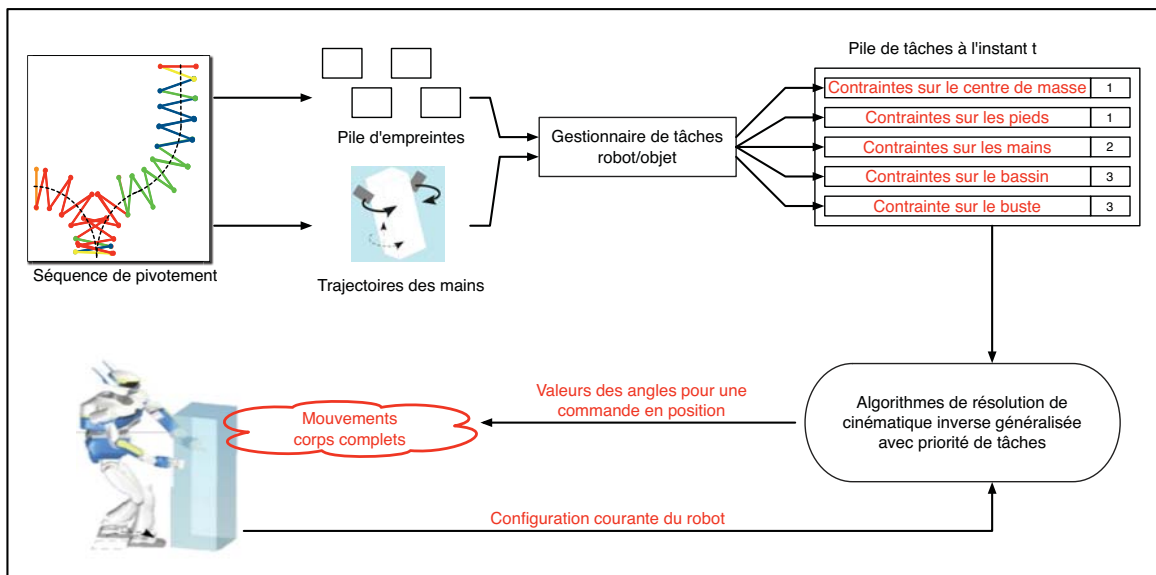 Pile de tâches à l'instant t
Contraintes sur le centre de masse 1
Contraintes sur les pieds 1
Contraintes sur les mains 2
Contraintes sur le bassin 3
Contrainte sur le buste 3
Pile d'empreintes
Gestionnaire de tâches
robot/objet
Séquence de pivotement
Trajectoires des mains
Valeurs des angles pour une
commande en position
Mouvements
corps complets
Algorithmes de résolution de
cinématique inverse généralisée
avec priorité de tâches
Configuration courante du robot